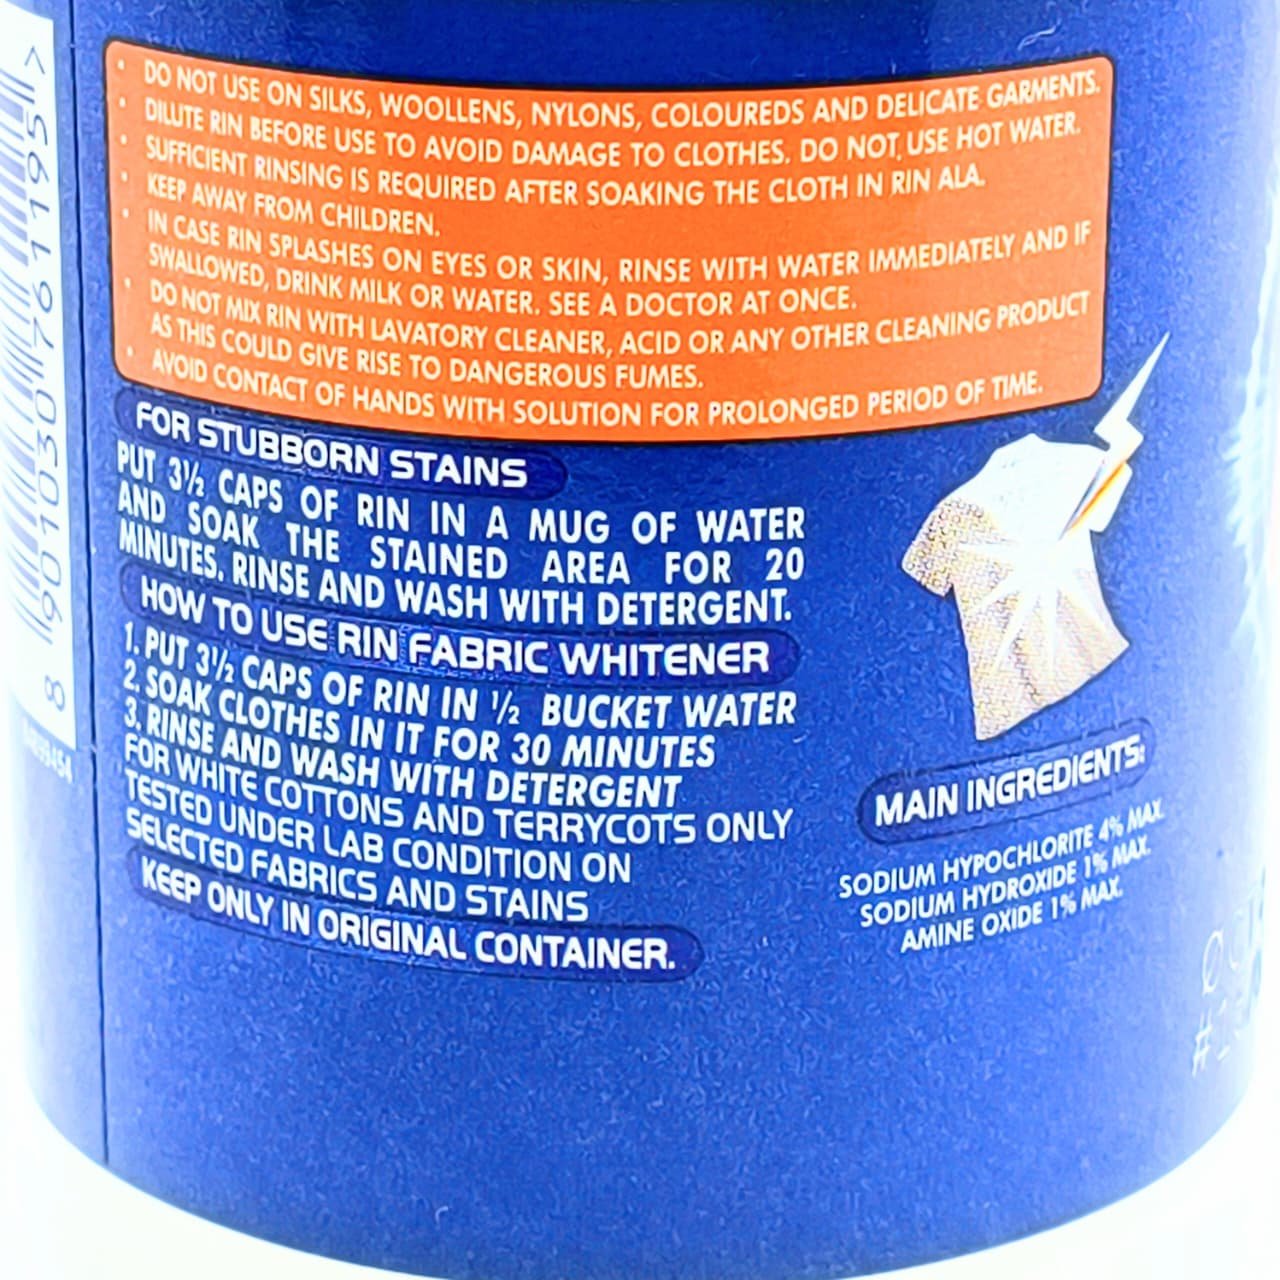 • DO NOT USE ON SILKS, WOOLLENS, NYLONS, COLOUREDS AND DELICATE GARMENTS.
• DILUTE RIN BEFORE USE TO AVOID DAMAGE TO CLOTHES. DO NOT USE HOT WATER.
• SUFFICIENT RINSING IS REQUIRED AFTER SOAKING THE CLOTH IN RIN ALA.
• KEEP AWAY FROM CHILDREN.
• IN CASE RIN SPLASHES ON EYES OR SKIN, RINSE WITH WATER IMMEDIATELY AND IF
SWALLOWED, DRINK MILK OR WATER. SEE A DOCTOR AT ONCE.
• DO NOT MIX RIN WITH LAVATORY CLEANER, ACID OR ANY OTHER CLEANING PRODUCT
AS THIS COULD GIVE RISE TO DANGEROUS FUMES.
• AVOID CONTACT OF HANDS WITH SOLUTION FOR PROLONGED PERIOD OF TIME.
FOR STUBBORN STAINS
PUT 3½ CAPS OF RIN IN A MUG OF WATER
AND SOAK THE STAINED AREA FOR 20
MINUTES. RINSE AND WASH WITH DETERGENT.
HOW TO USE RIN FABRIC WHITENER
1. PUT 3½ CAPS OF RIN IN ½ BUCKET WATER
2. SOAK CLOTHES IN IT FOR 30 MINUTES
3. RINSE AND WASH WITH DETERGENT
FOR WHITE COTTONS AND TERRYCOTS ONLY
TESTED UNDER LAB CONDITION ON
SELECTED FABRICS AND STAINS
KEEP ONLY IN ORIGINAL CONTAINER.
MAIN INGREDIENTS:
SODIUM HYPOCHLORITE 4% MAX.
SODIUM HYDROXIDE 1% MAX.
AMINE OXIDE 1% MAX.
8 901030 761195 >